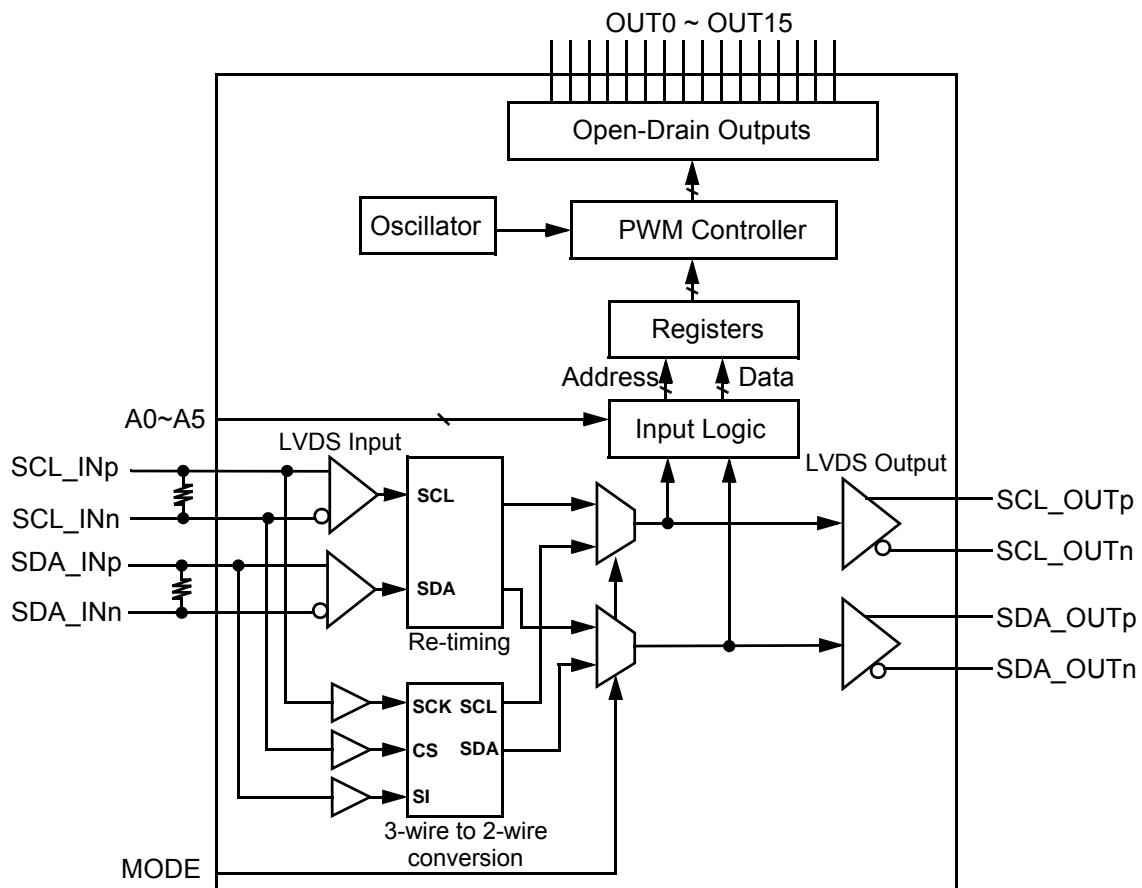 OUT0 ~ OUT15
Open-Drain Outputs
Oscillator
PWM Controller
Registers
Address
Data
A0~A5
Input Logic
LVDS Input
LVDS Output
SCL_INp
SCL_INn
SDA_INp
SDA_INn
SCL
SDA
Re-timing
SCL_OUTp
SCL_OUTn
SDA_OUTp
SDA_OUTn
SCK
SCL
CS
SDA
SI
3-wire to 2-wire
conversion
MODE